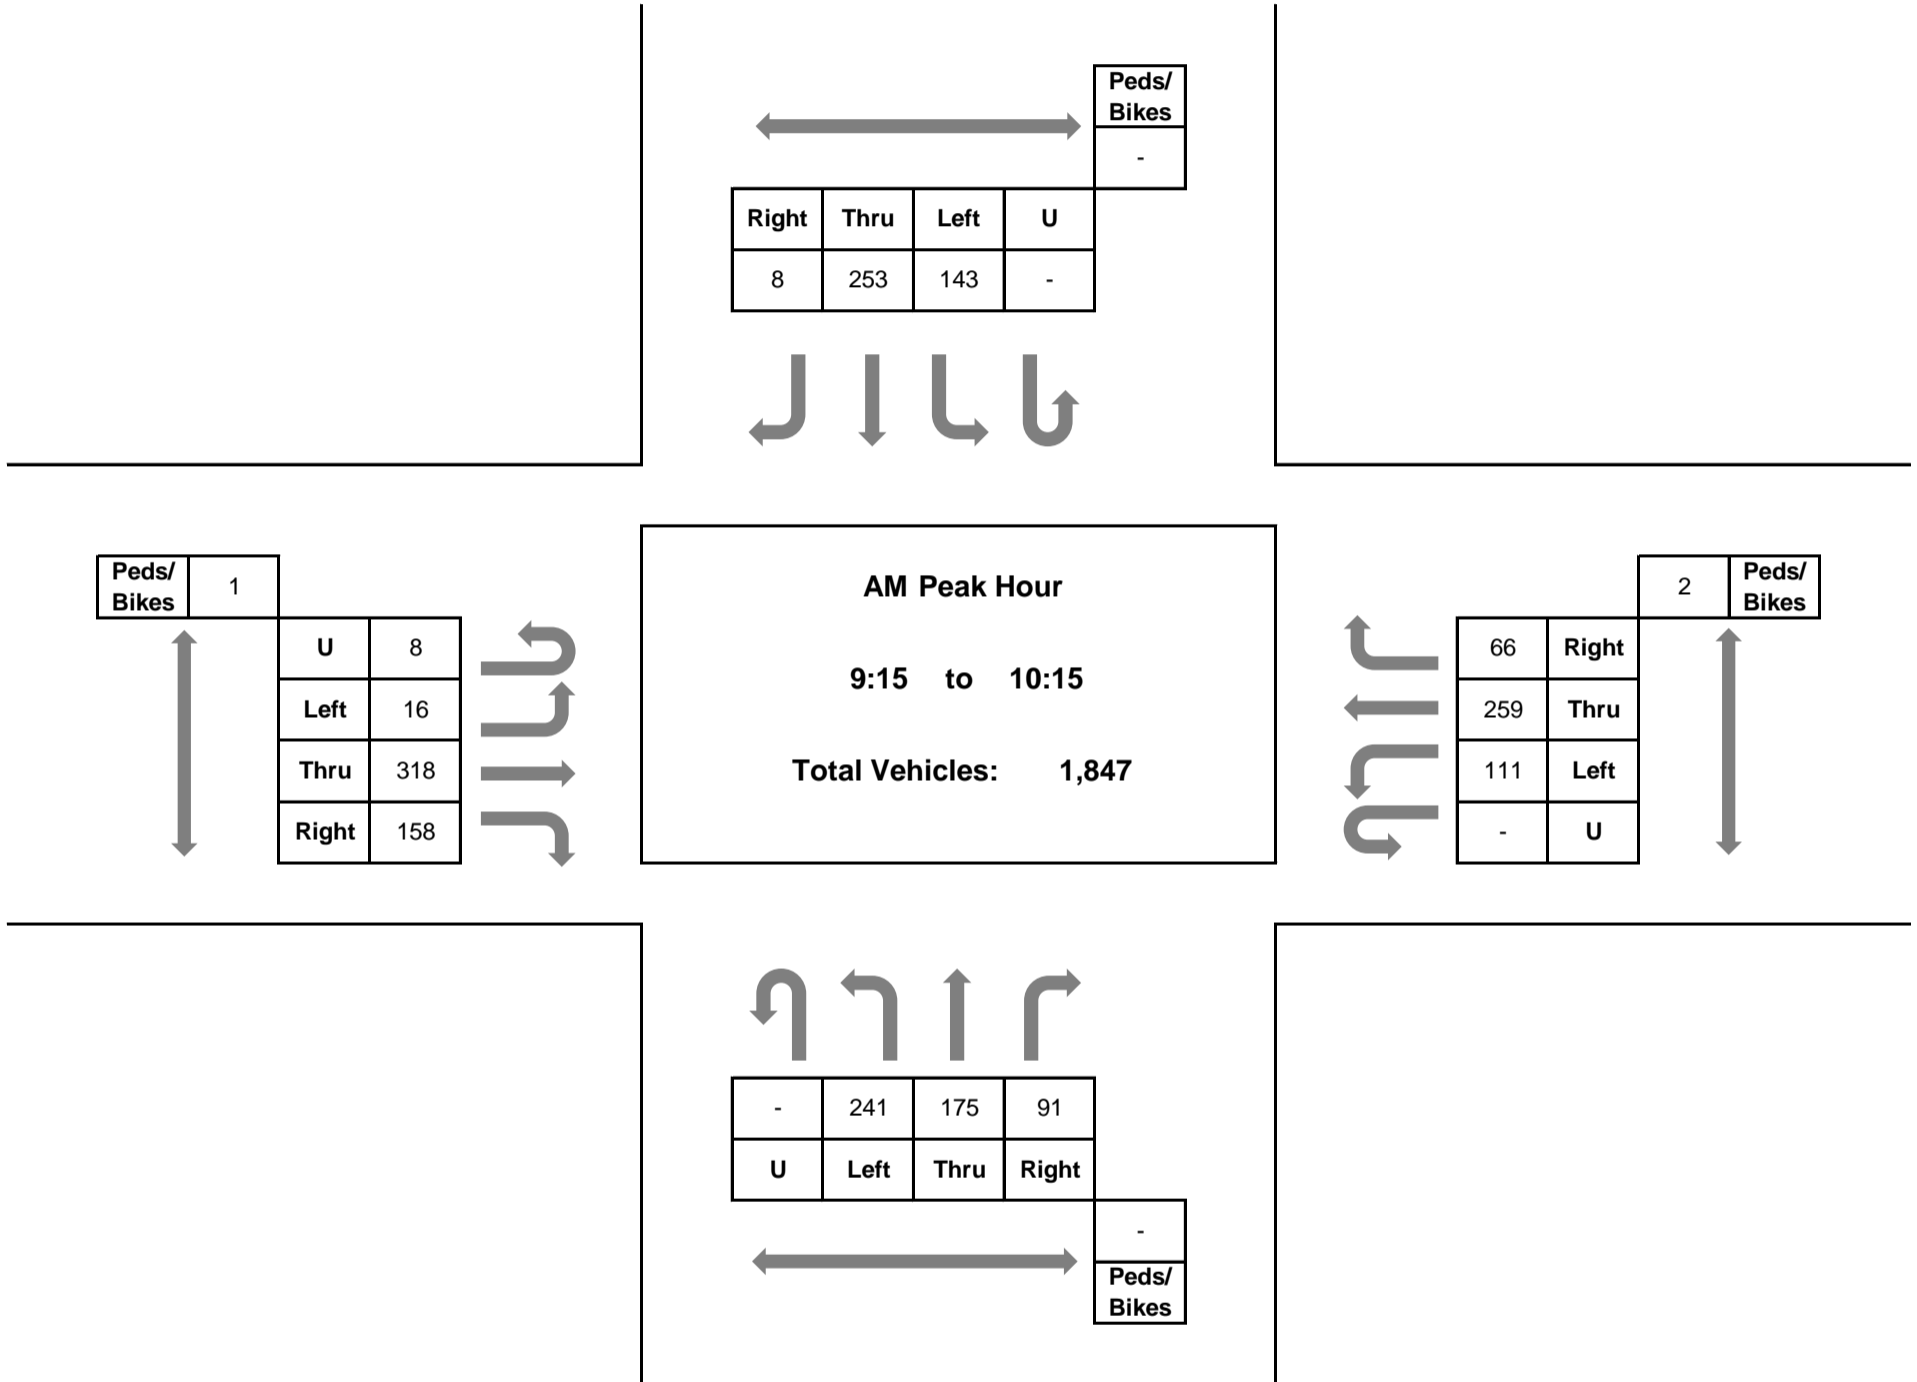 Peds/
Bikes
-
Right Thru Left U
8 253 143 -
Peds/
Bikes
1
U 8
Left 16
Thru 318
Right 158
AM Peak Hour
9:15 to 10:15
Total Vehicles: 1,847
2
Peds/
Bikes
66 Right
259 Thru
111 Left
- U
- 241 175 91
U Left Thru Right
-
Peds/
Bikes